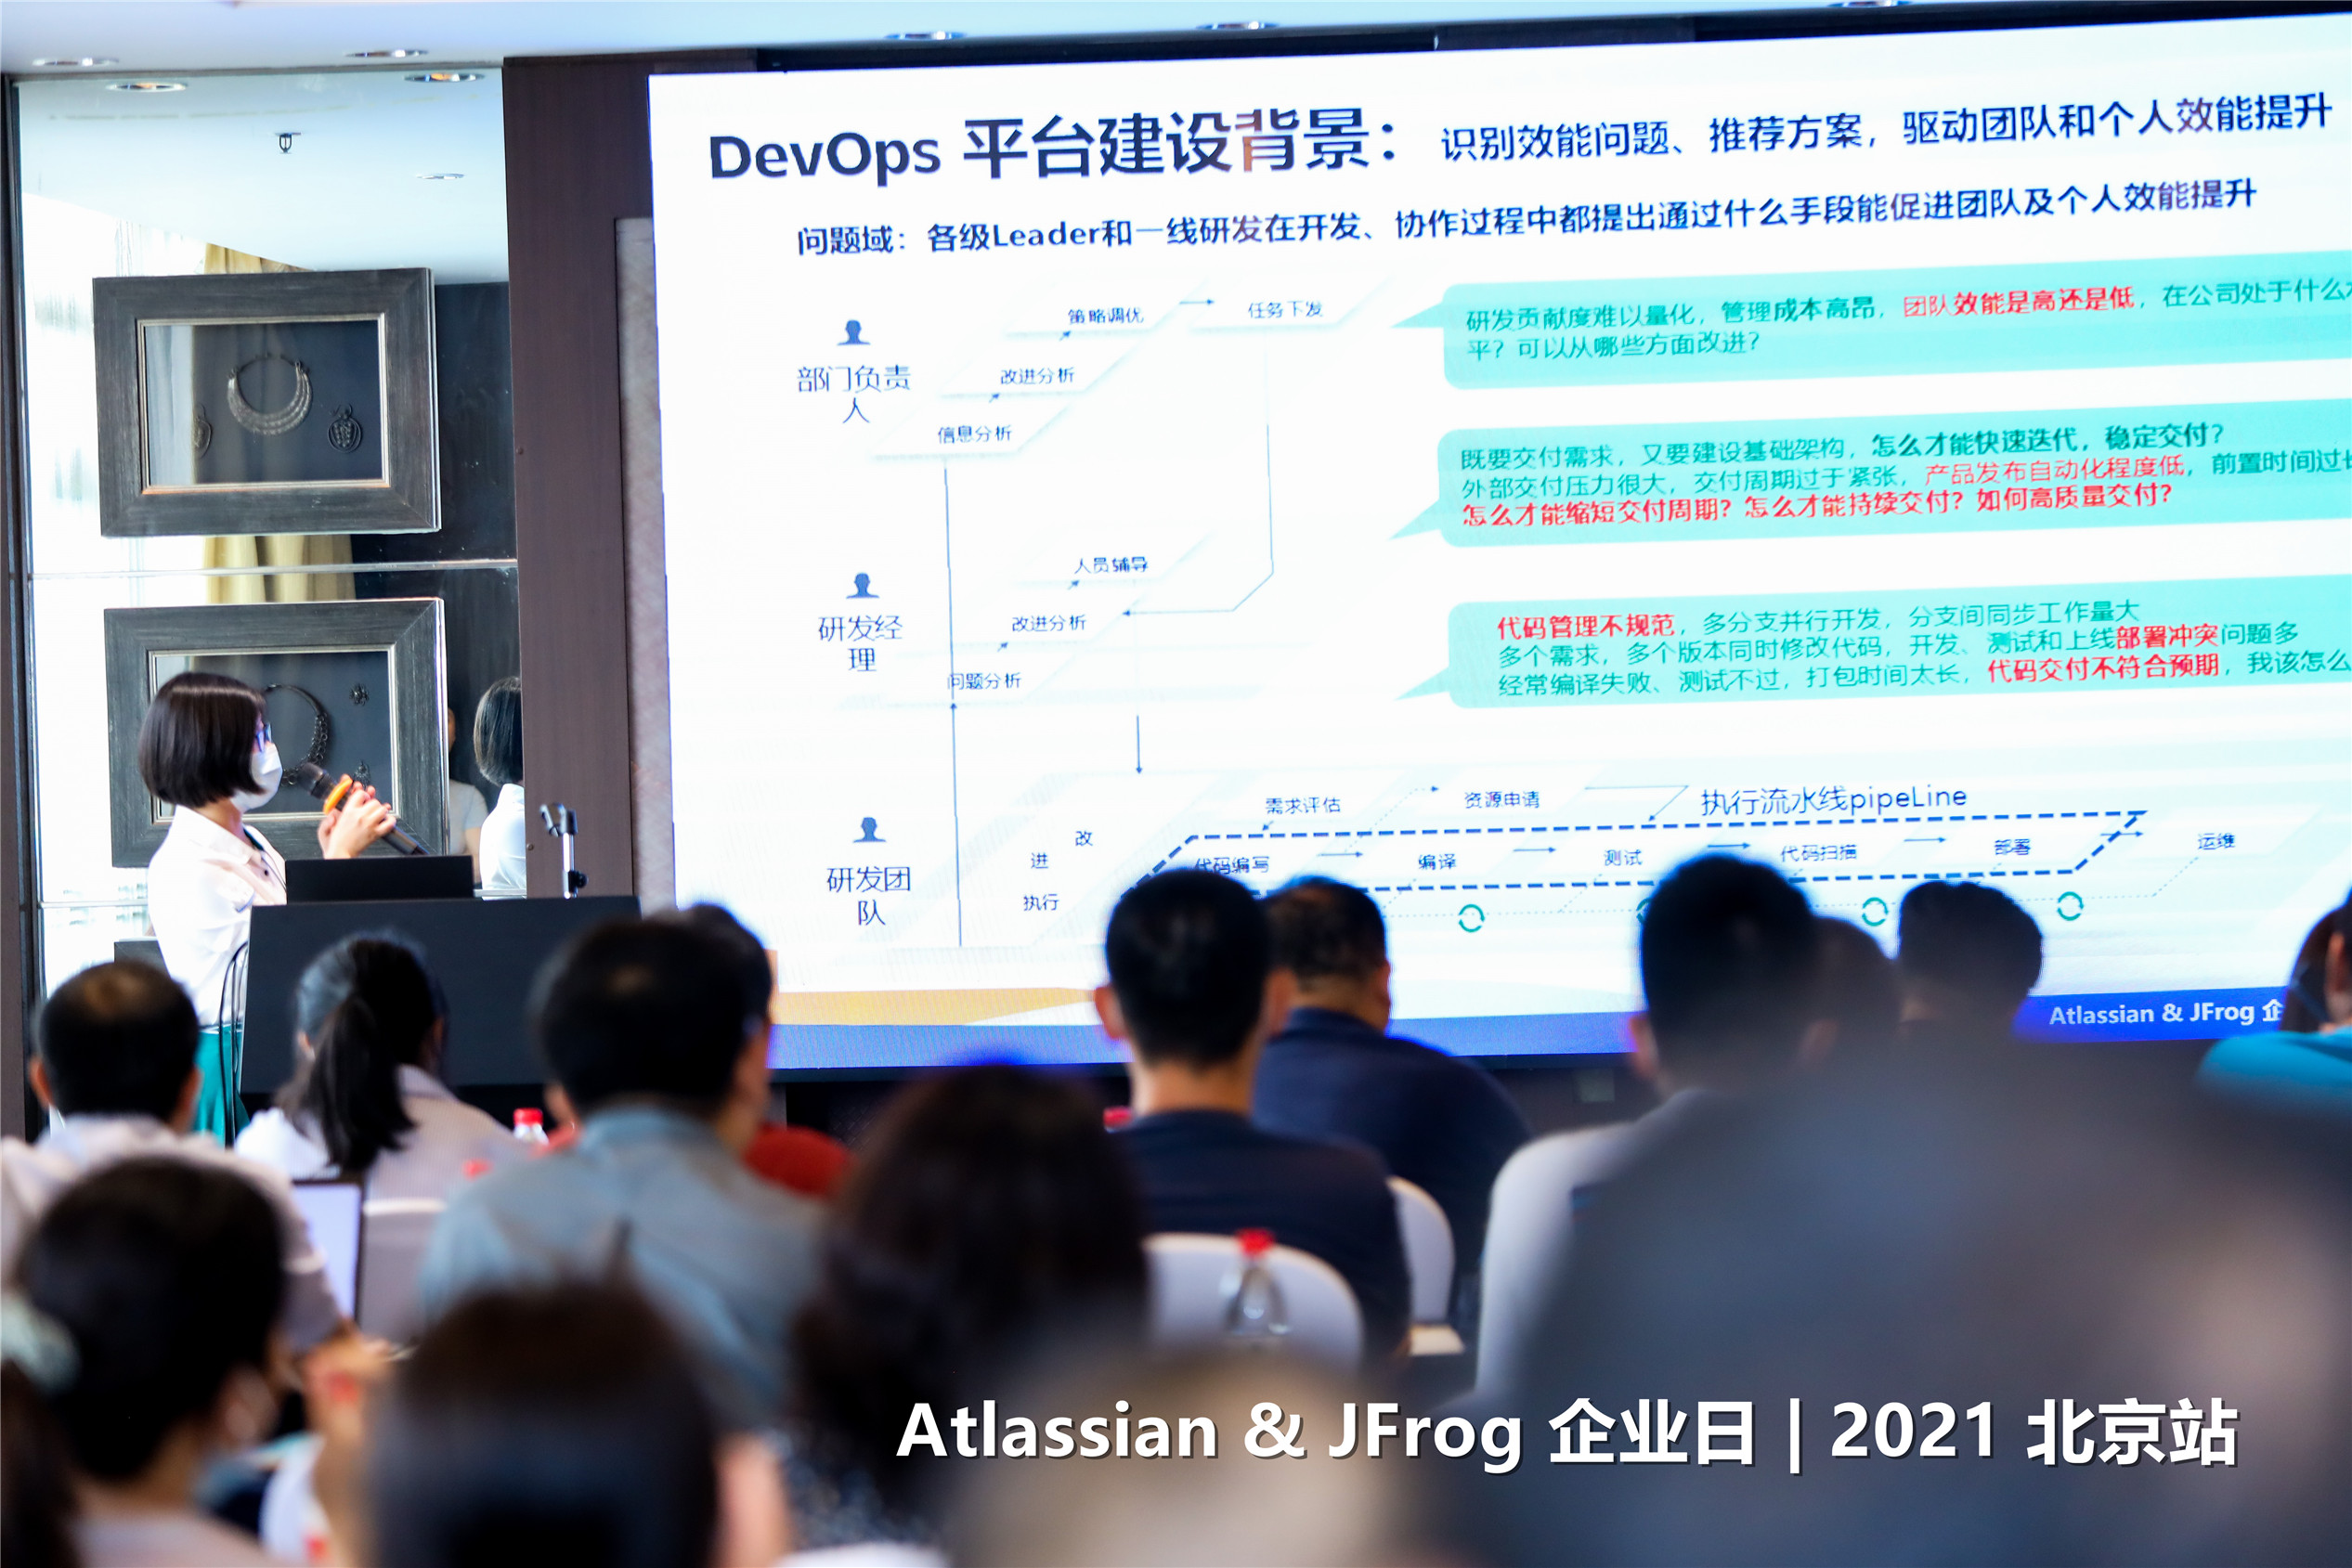 DevOps 平台建设背景： 识别效能问题、推荐方案，驱动团队和个人效能提升
问题域：各级Leader和一线研发在开发、协作过程中都提出通过什么手段能促进团队及个人效能提升
部门负责
人
策略调优
任务下发
改进分析
信息分析
研发贡献度难以量化，管理成本高昂，团队效能是高还是低，在公司处于什么
平？可以从哪些方面改进？
既要交付需求，又要建设基础架构，怎么才能快速迭代，稳定交付？
外部交付压力很大，交付周期过于紧张，产品发布自动化程度低，前置时间过
怎么才能缩短交付周期？怎么才能持续交付？如何高质量交付？
研发经
理
人员辅导
改进分析
问题分析
代码管理不规范，多分支并行开发，分支间同步工作量大
多个需求，多个版本同时修改代码，开发、测试和上线部署冲突问题多
经常编译失败、测试不过，打包时间太长，代码交付不符合预期，我该怎么
研发团
队
改
进
执行
需求评估
资源申请
执行流水线pipeLine
代码编写
编译
测试
代码扫描
部署
运维
Atlassian & JFrog 企
Atlassian & JFrog 企业日 | 2021 北京站